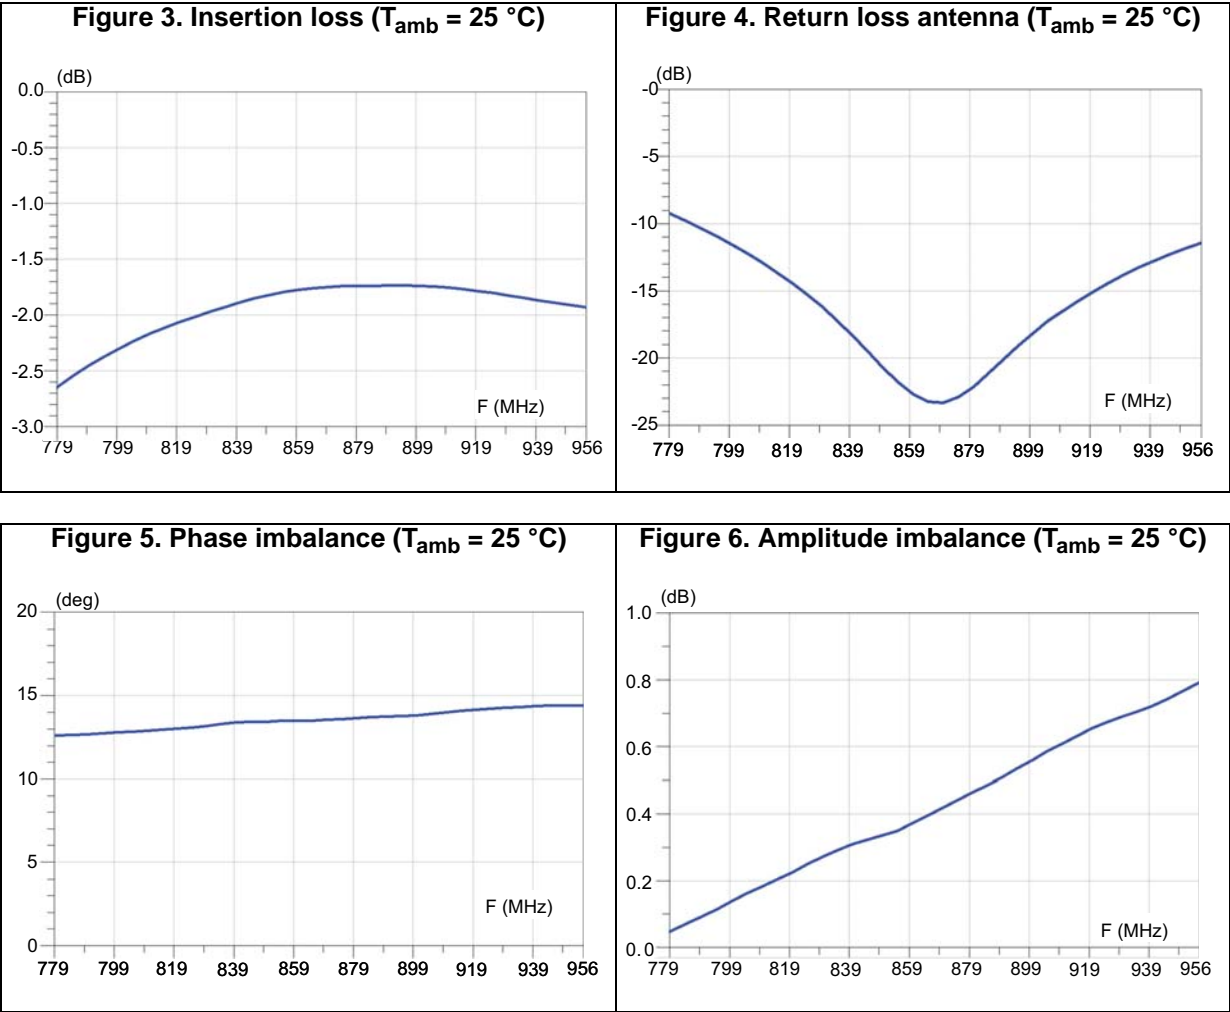 Figure 3. Insertion loss (Tamb = 25 °C)
(dB)
0.0
-0.5
-1.0
-1.5
-2.0
-2.5
-3.0
F (MHz)
779 799 819 839 859 879 899 919 939 956
Figure 4. Return loss antenna (Tamb = 25 °C)
(dB)
-0
-5
-10
-15
-20
-25
F (MHz)
779 799 819 839 859 879 899 919 939 956
Figure 5. Phase imbalance (Tamb = 25 °C)
(deg)
20
15
10
5
0
F (MHz)
779 799 819 839 859 879 899 919 939 956
Figure 6. Amplitude imbalance (Tamb = 25 °C)
(dB)
1.0
0.8
0.6
0.4
0.2
0.0
F (MHz)
779 799 819 839 859 879 899 919 939 956